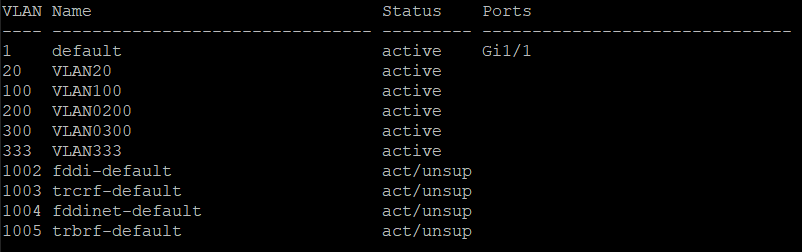 VLAN Name                             Status    Ports
---- -------------------------------- --------- -------------------------------
1    default                          active    Gi1/1
20   VLAN20                           active
100  VLAN100                          active
200  VLAN0200                         active
300  VLAN0300                         active
333  VLAN333                          active
1002 fddi-default                     act/unsup
1003 trcrf-default                    act/unsup
1004 fddinet-default                  act/unsup
1005 trbrf-default                    act/unsup